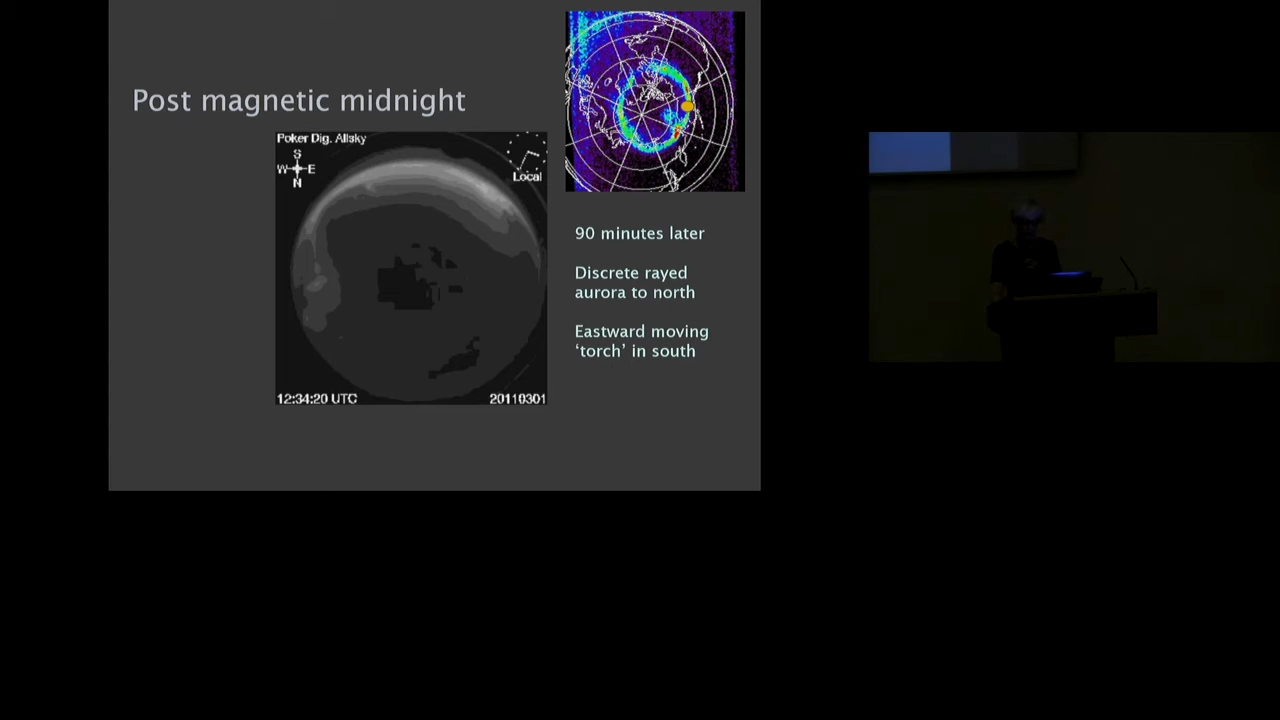 Post magnetic midnight
Poker Dig. Allsky
S
W E
N
Local
12:34:20 UTC
20110301
90 minutes later
Discrete rayed
aurora to north
Eastward moving
‘torch’ in south